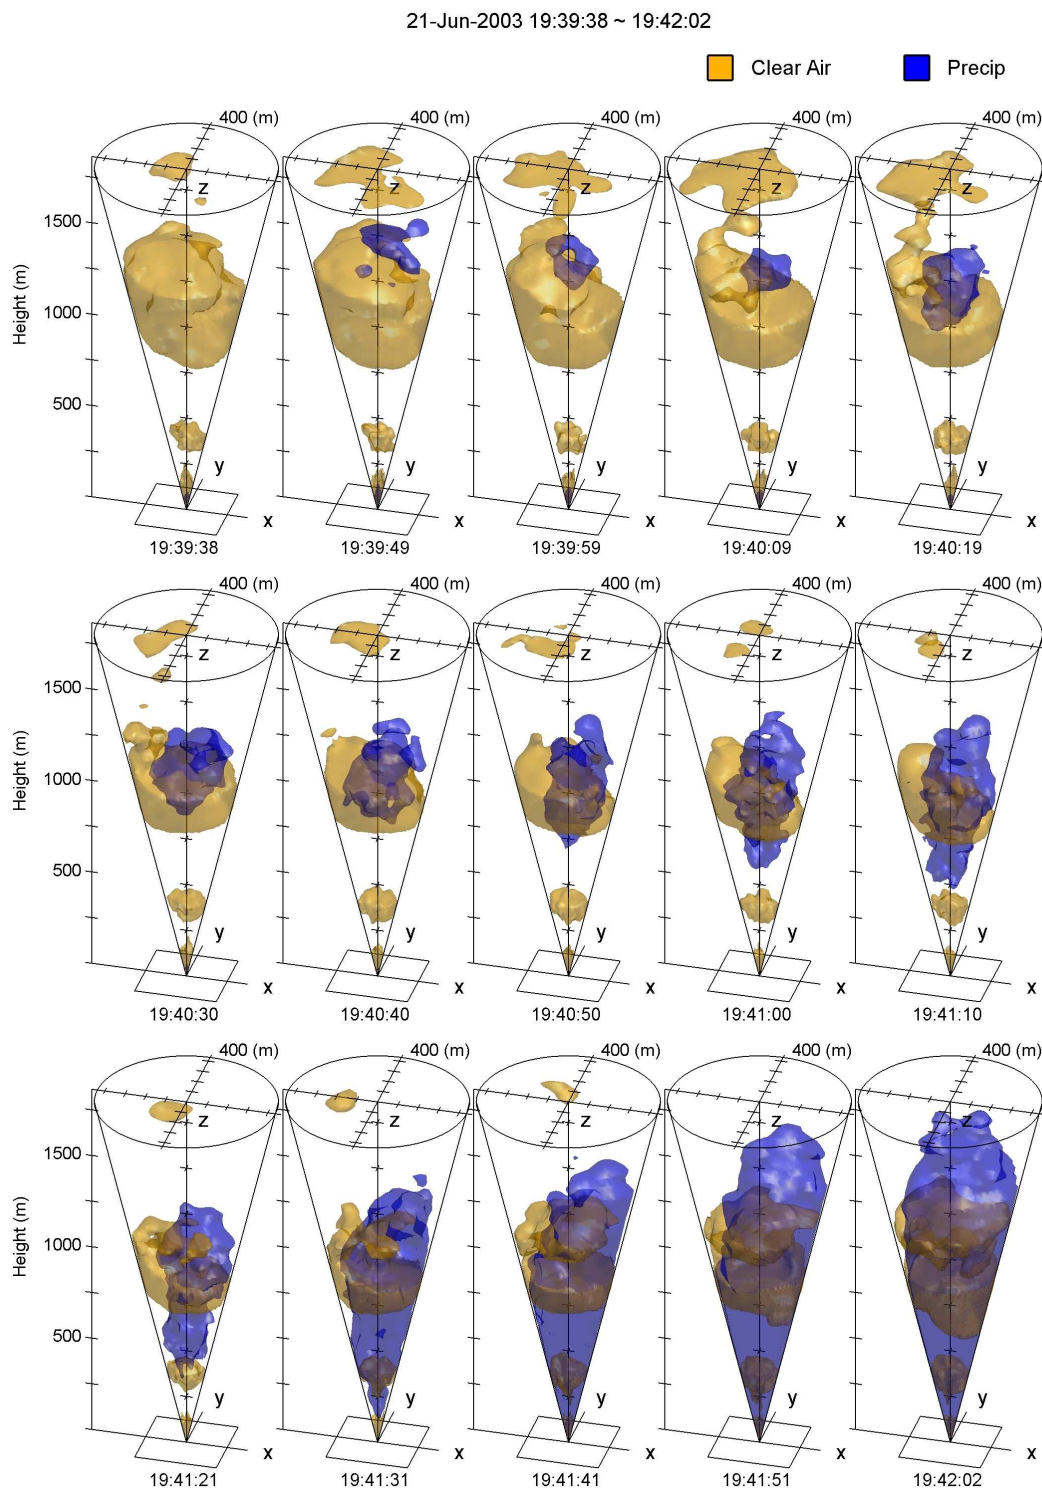 21-Jun-2003 19:39:38 ~ 19:42:02
Clear Air Precip
400 (m) 400 (m) 400 (m) 400 (m) 400 (m)
z z z z z
1500
Height (m)
1000
500
y y y y y
x x x x x
19:39:38 19:39:49 19:39:59 19:40:09 19:40:19
400 (m) 400 (m) 400 (m) 400 (m) 400 (m)
z z z z z
1500
Height (m)
1000
500
y y y y y
x x x x x
19:40:30 19:40:40 19:40:50 19:41:00 19:41:10
400 (m) 400 (m) 400 (m) 400 (m) 400 (m)
z z z z z
1500
Height (m)
1000
500
y y y y y
x x x x x
19:41:21 19:41:31 19:41:41 19:41:51 19:42:02